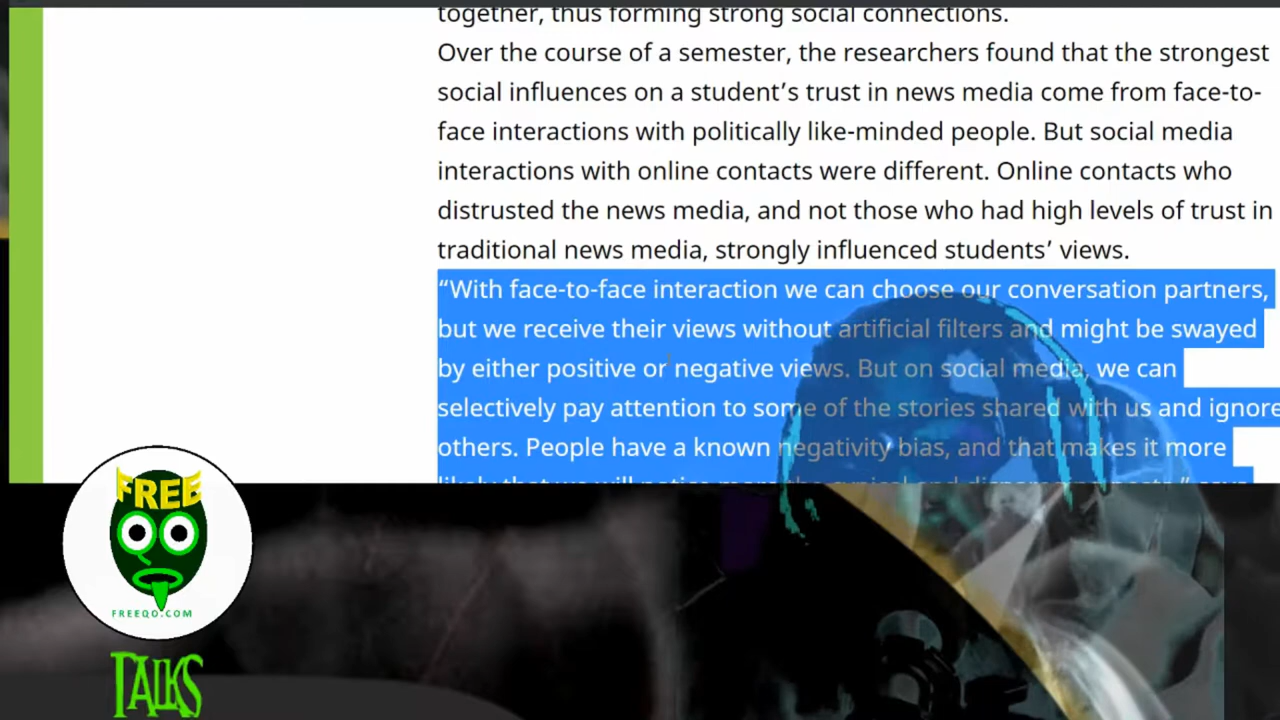 together, thus forming strong social connections.
Over the course of a semester, the researchers found that the strongest
social influences on a student’s trust in news media come from face-to-
face interactions with politically like-minded people. But social media
interactions with online contacts were different. Online contacts who
distrusted the news media, and not those who had high levels of trust in
traditional news media, strongly influenced students’ views.
“With face-to-face interaction we can choose our conversation partners,
but we receive their views without artificial filters and might be swayed
by either positive or negative views. But on social media, we can
selectively pay attention to some of the stories shared with us and ignore
others. People have a known negativity bias, and that makes it more
likely that we will notice more
FREE
FREEQO.COM
TALKS